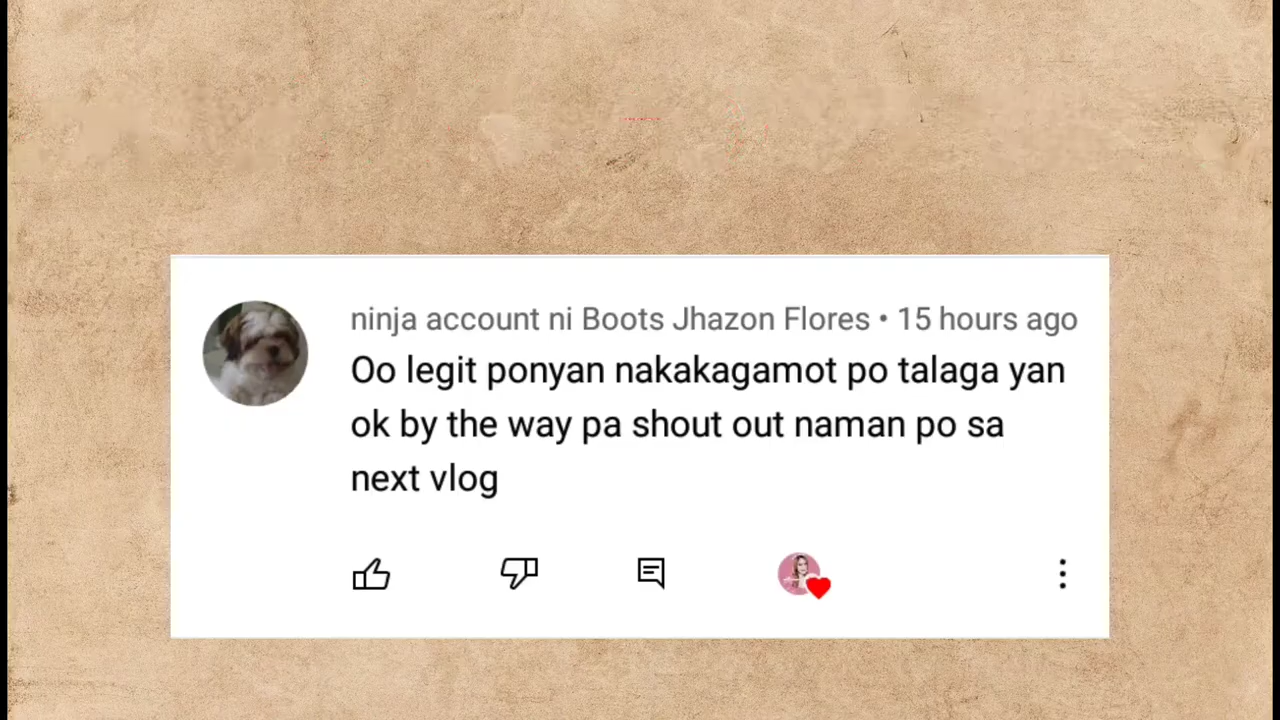 ninja account ni Boots Jhazon Flores • 15 hours ago
Oo legit ponyan nakakagamot po talaga yan
ok by the way pa shout out naman po sa
next vlog